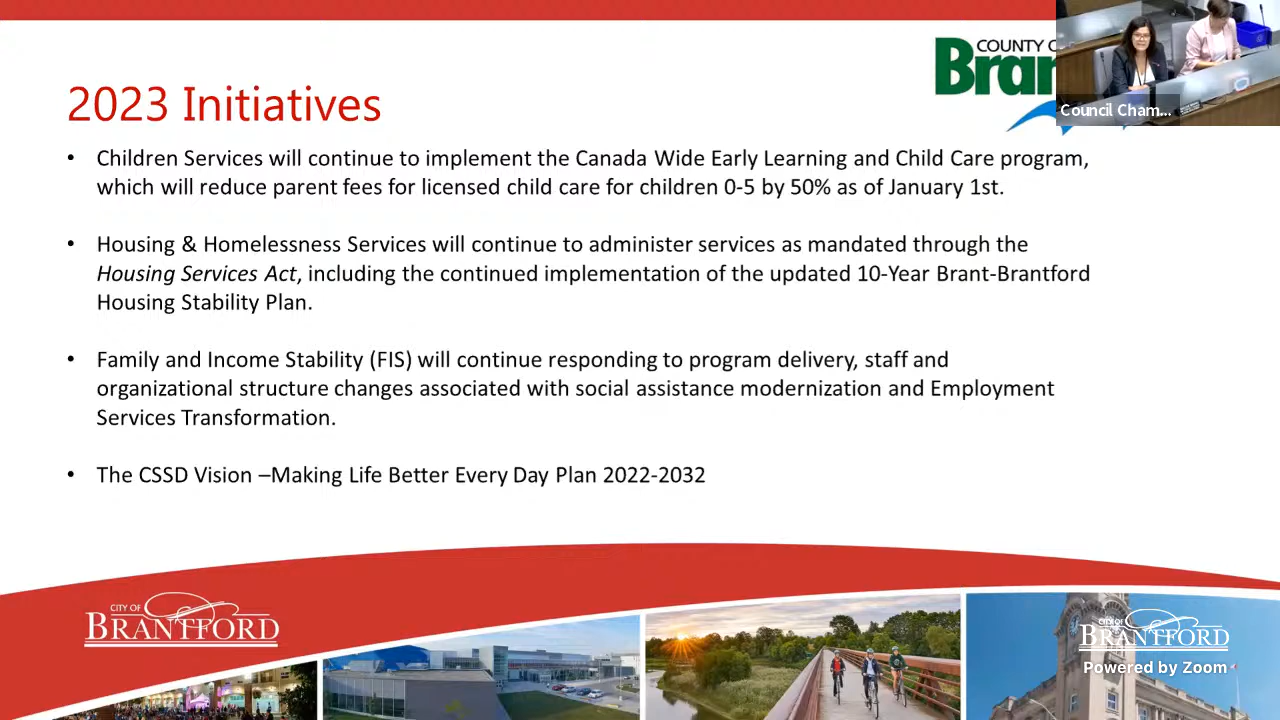 COUNTY O
Bran
Council Cham...
2023 Initiatives
• Children Services will continue to implement the Canada Wide Early Learning and Child Care program,
which will reduce parent fees for licensed child care for children 0-5 by 50% as of January 1st.
• Housing & Homelessness Services will continue to administer services as mandated through the
Housing Services Act, including the continued implementation of the updated 10-Year Brant-Brantford
Housing Stability Plan.
• Family and Income Stability (FIS) will continue responding to program delivery, staff and
organizational structure changes associated with social assistance modernization and Employment
Services Transformation.
• The CSSD Vision –Making Life Better Every Day Plan 2022-2032
CITY OF
BRANTFORD
CITY OF
BRANTFORD
Powered by Zoom